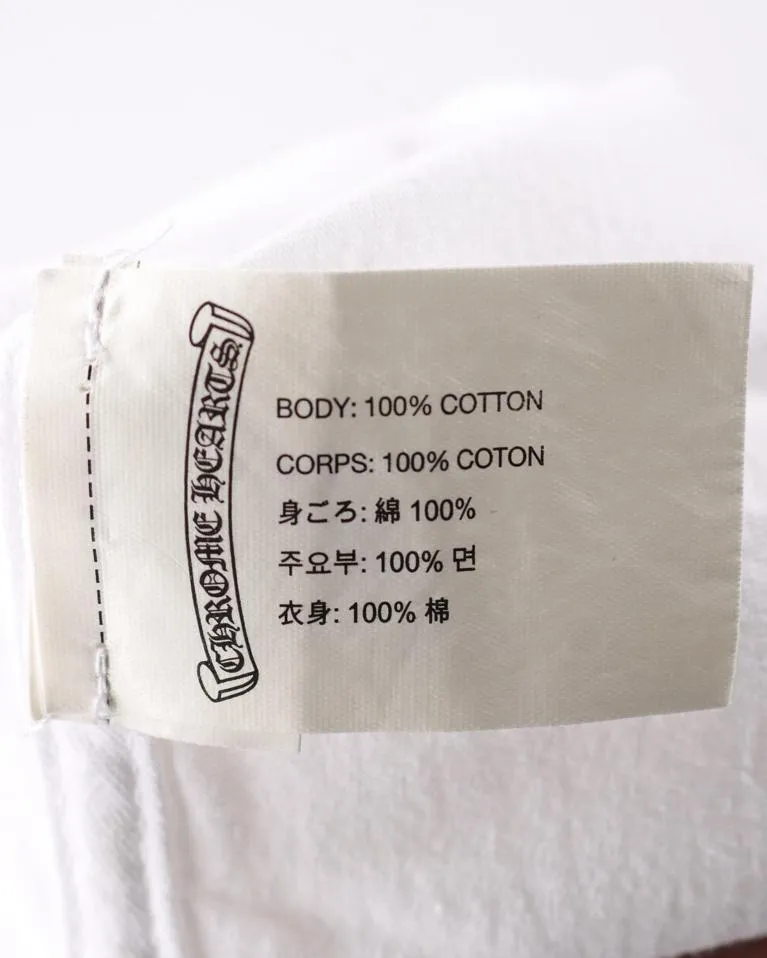 CHROME HEARTS
BODY: 100% COTTON
CORPS: 100% COTON
身ごろ: 綿 100%
주요부: 100% 면
衣身: 100% 棉